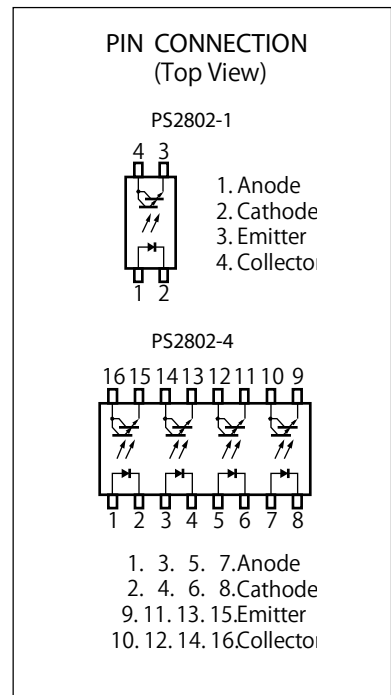 PIN CONNECTION
(Top View)
PS2802-1
4 3
1. Anode
2. Cathode
3. Emitter
4. Collector
1 2
PS2802-4
16 15 14 13 12 11 10 9
1 2 3 4 5 6 7 8
1. 3. 5. 7.Anode
2. 4. 6. 8.Cathode
9. 11. 13. 15.Emitter
10. 12. 14. 16.Collector